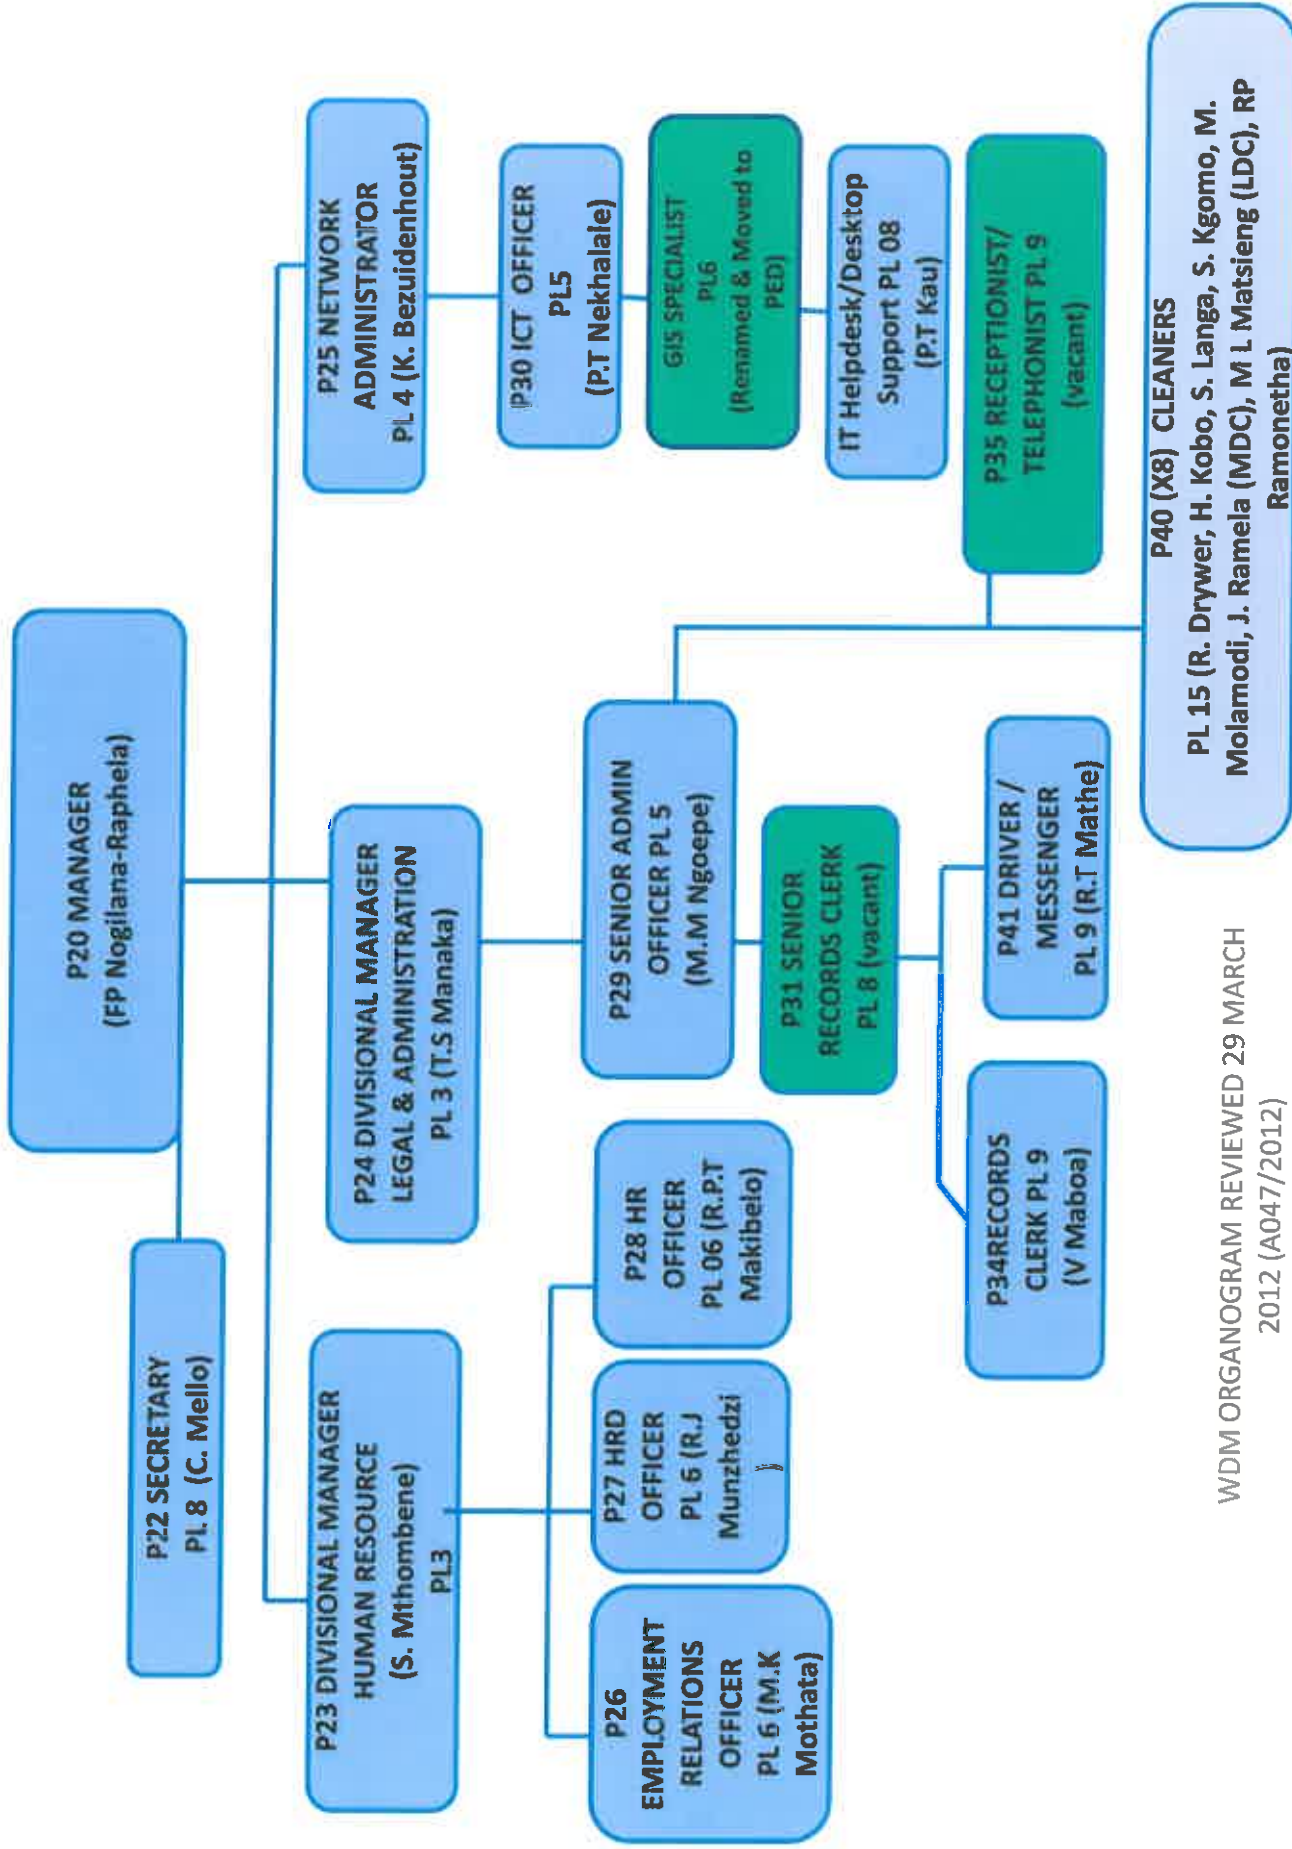 P20 MANAGER
(FP Nogilana-Raphela)
P22 SECRETARY
PL 8 (C. Mello)
P23 DIVISIONAL MANAGER
HUMAN RESOURCE
(S. Mthombene)
PL3
P24 DIVISIONAL MANAGER
LEGAL & ADMINISTRATION
PL 3 (T.S Manaka)
P25 NETWORK
ADMINISTRATOR
PL 4 (K. Bezuidenhout)
P26
EMPLOYMENT
RELATIONS
OFFICER
PL 6 (M.K
Mothata)
P27 HRD
OFFICER
PL 6 (R.J
Munzhedzi
)
P28 HR
OFFICER
PL 06 (R.P.T
Makibelo)
P29 SENIOR ADMIN
OFFICER PL 5
(M.M Ngoepe)
P30 ICT OFFICER
PL5
(P.T Nekhalale)
GIS SPECIALIST
PL6
(Renamed & Moved to
PED)
IT Helpdesk/Desktop
Support PL 08
(P.T Kau)
P31 SENIOR
RECORDS CLERK
PL 8 (vacant)
P34RECORDS
CLERK PL 9
(V Maboa)
P41 DRIVER /
MESSENGER
PL 9 (R.T Mathe)
P35 RECEPTIONIST/
TELEPHONIST PL 9
(vacant)
P40 (X8) CLEANERS
PL 15 (R. Drywer, H. Kobo, S. Langa, S. Kgomo, M.
Molamodi, J. Ramela (MDC), M L Matsieng (LDC), RP
Ramonetha)
WDM ORGANOGRAM REVIEWED 29 MARCH
2012 (A047/2012)